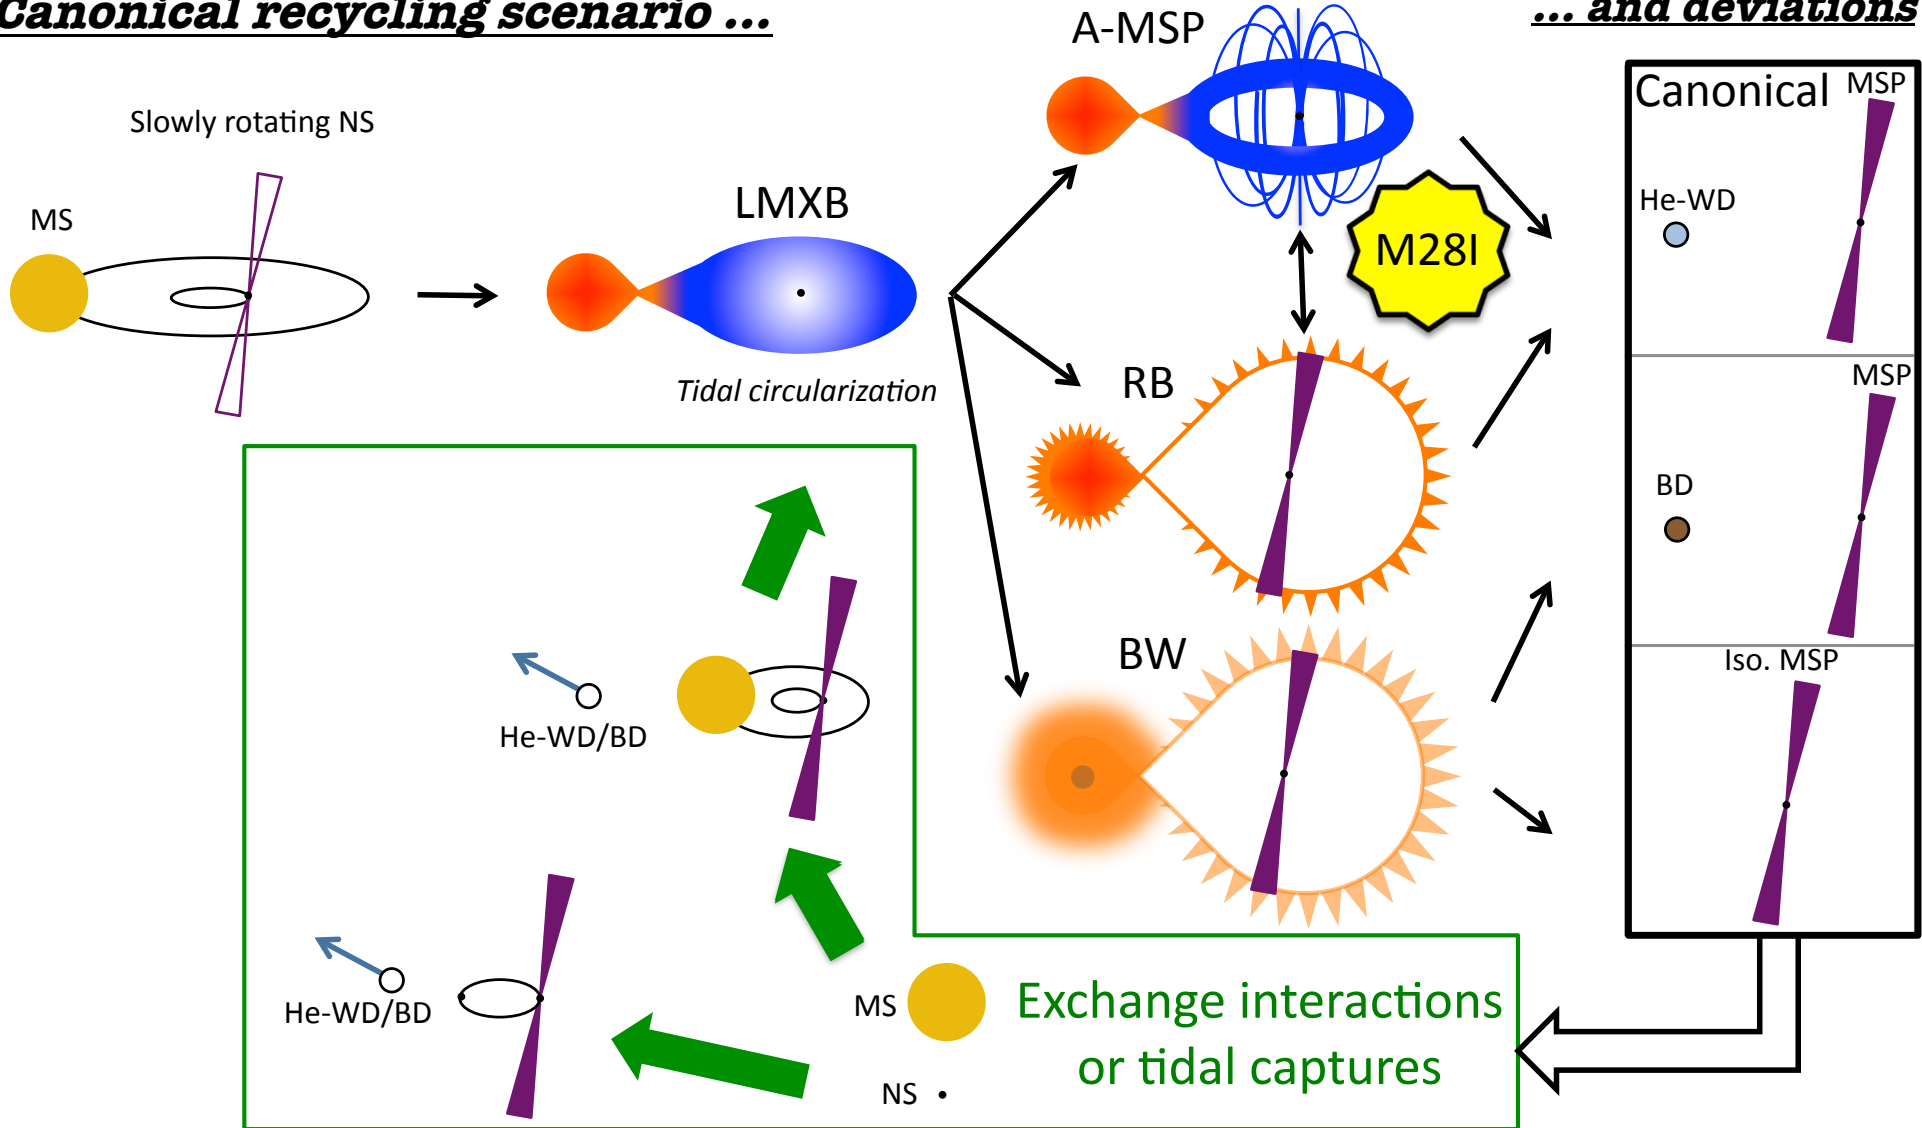 Canonical recycling scenario ...
... and deviations
Slowly rotating NS
MS
LMXB
Tidal circularization
A-MSP
M28I
RB
BW
Canonical
MSP
He-WD
MSP
BD
Iso. MSP
He-WD/BD
He-WD/BD
MS
NS
Exchange interactions
or tidal captures